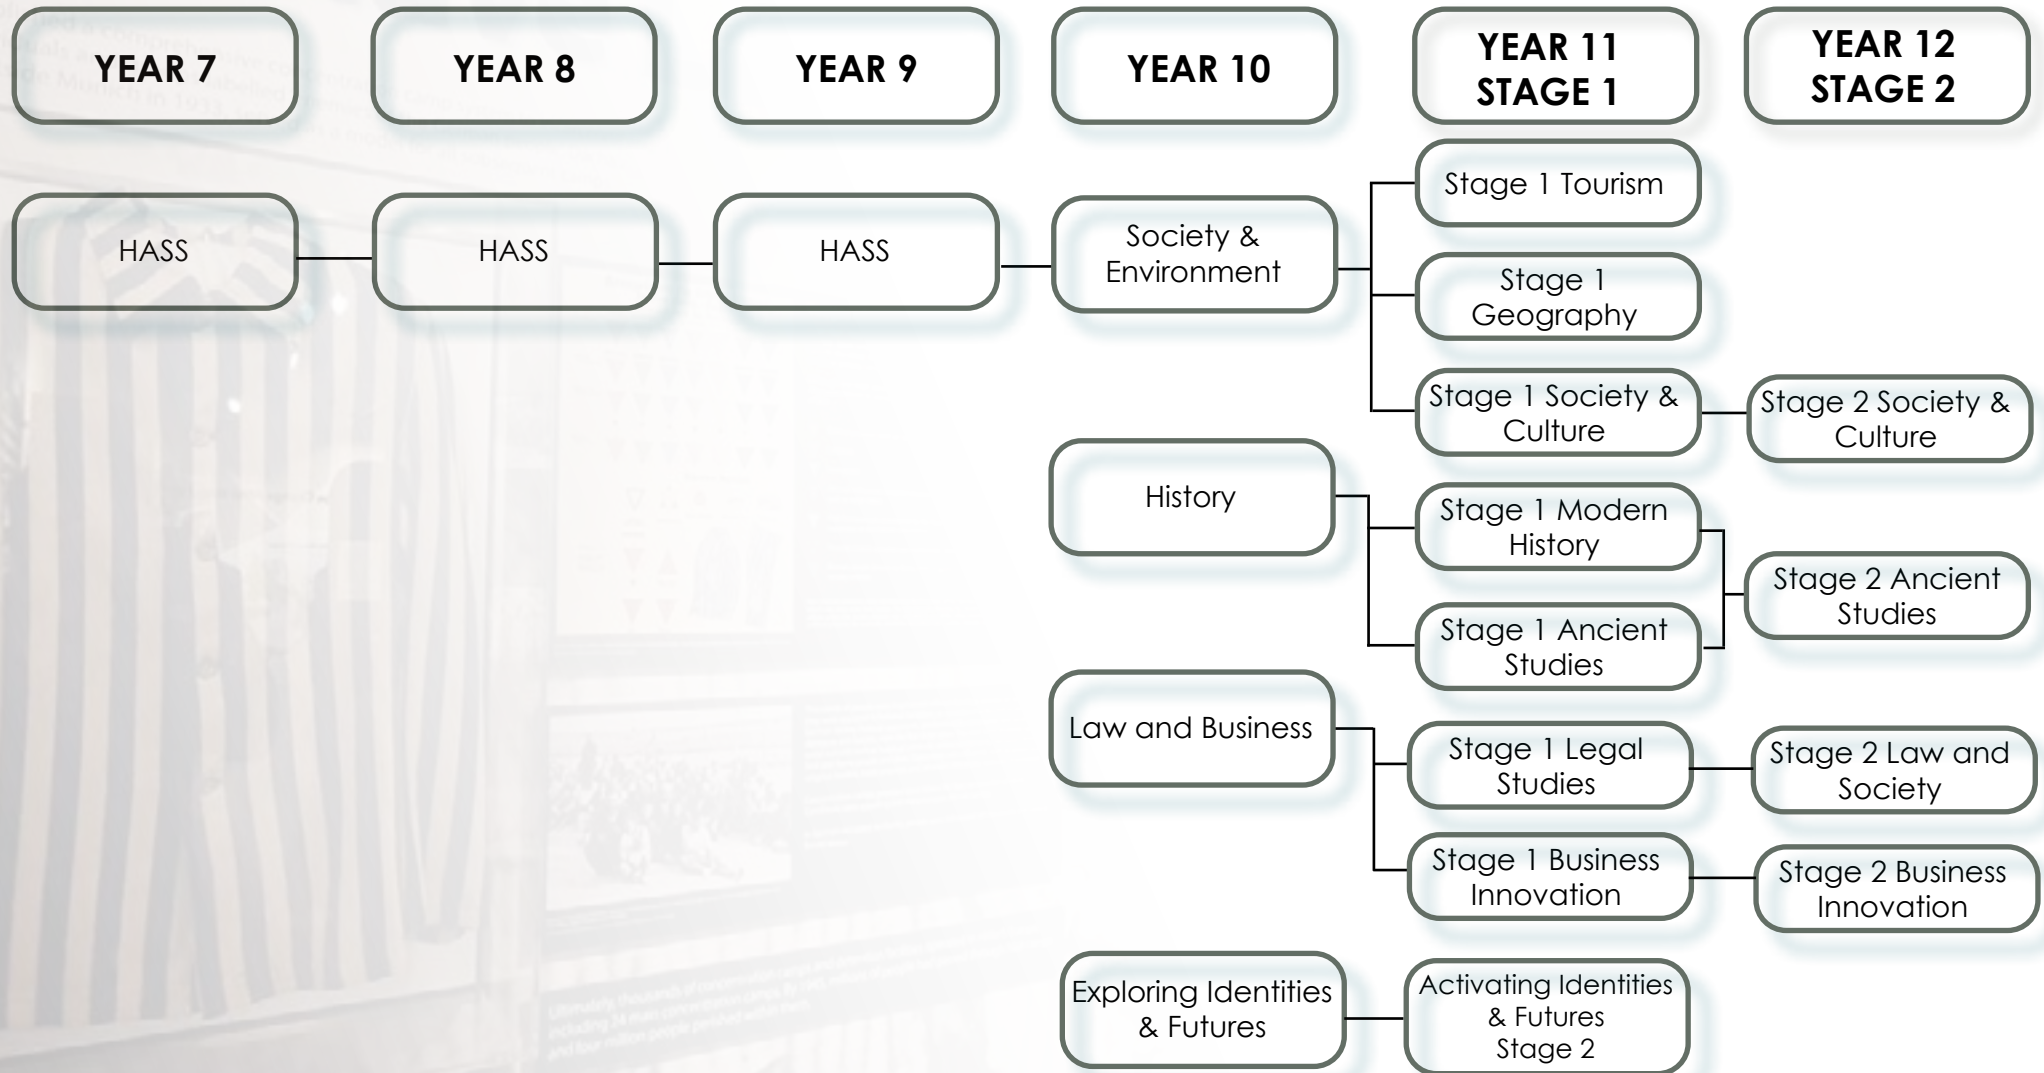 YEAR 7
YEAR 8
YEAR 9
YEAR 10
YEAR 11
STAGE 1
YEAR 12
STAGE 2
HASS
HASS
HASS
Society &
Environment
Stage 1 Tourism
Stage 1
Geography
Stage 1 Society &
Culture
Stage 2 Society &
Culture
History
Stage 1 Modern
History
Stage 1 Ancient
Studies
Stage 2 Ancient
Studies
Law and Business
Stage 1 Legal
Studies
Stage 2 Law and
Society
Stage 1 Business
Innovation
Stage 2 Business
Innovation
Exploring Identities
& Futures
Activating Identities
& Futures
Stage 2